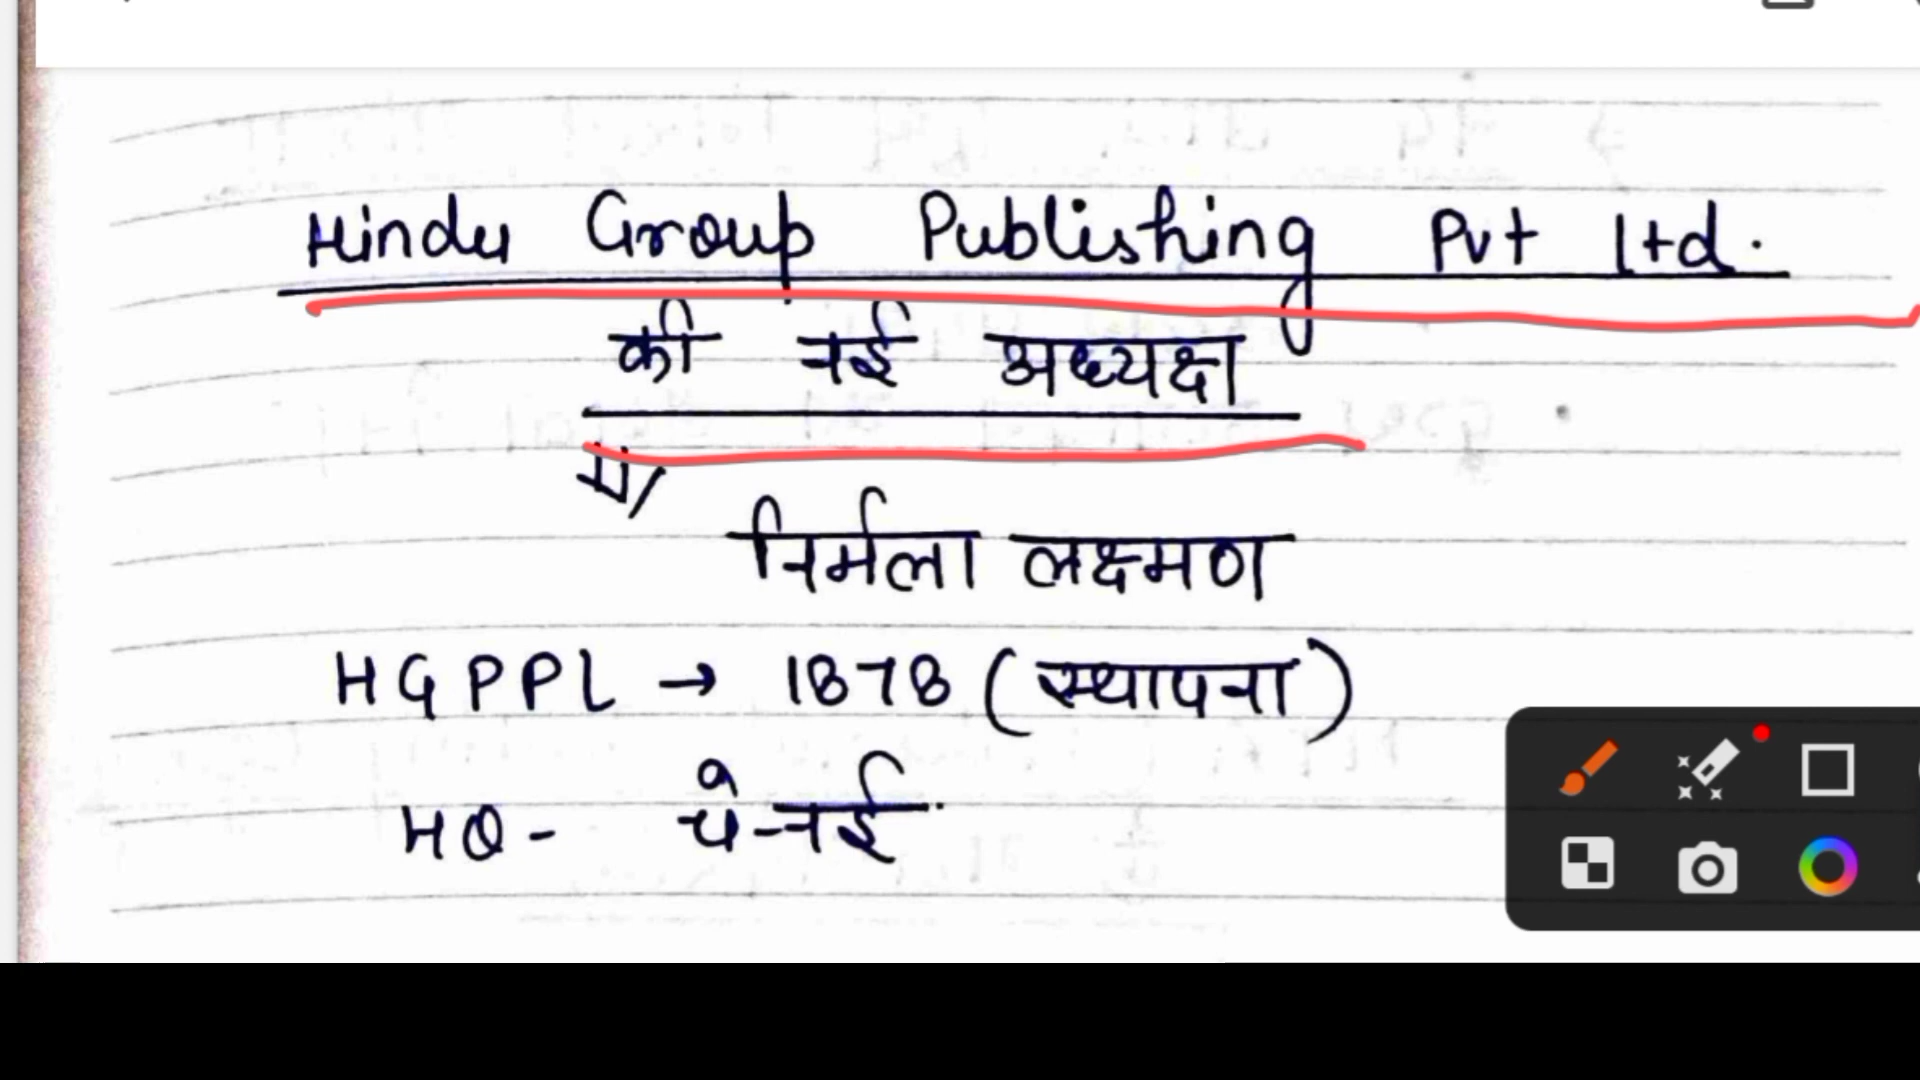 Hindu Group Publishing Pvt Ltd.
की नई अध्यक्ष
निर्मला लक्ष्मण
HGPPL → 1878 (स्थापना)
HQ - चेन्नई